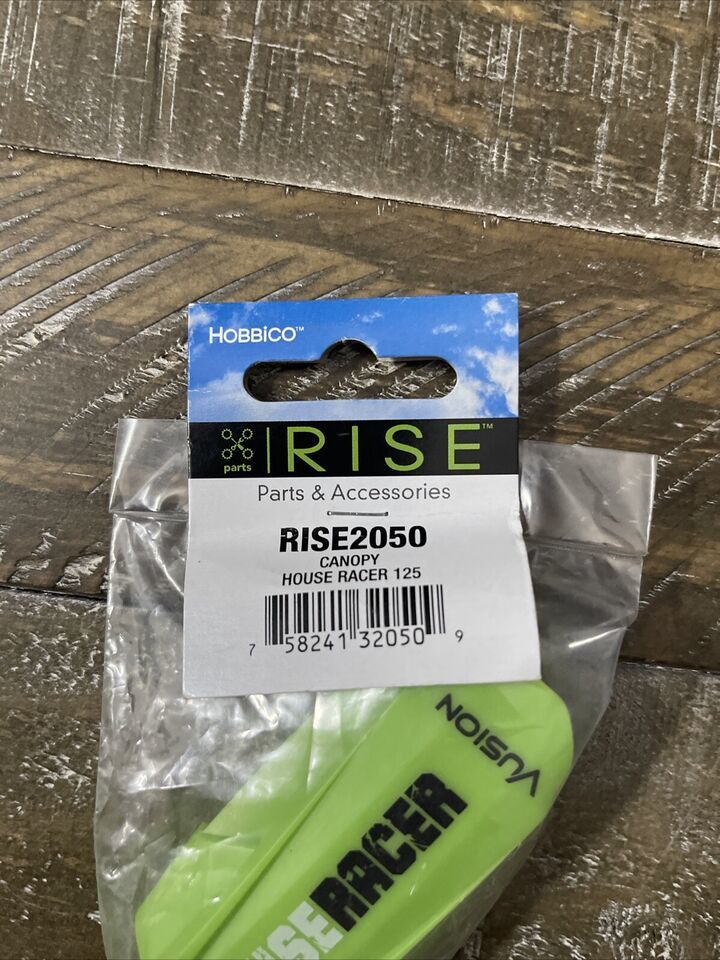 HOBBiCO™
parts
RISE™
Parts & Accessories
RISE2050
CANOPY
HOUSE RACER 125
7 58241 32050 9
VUSION
RACER